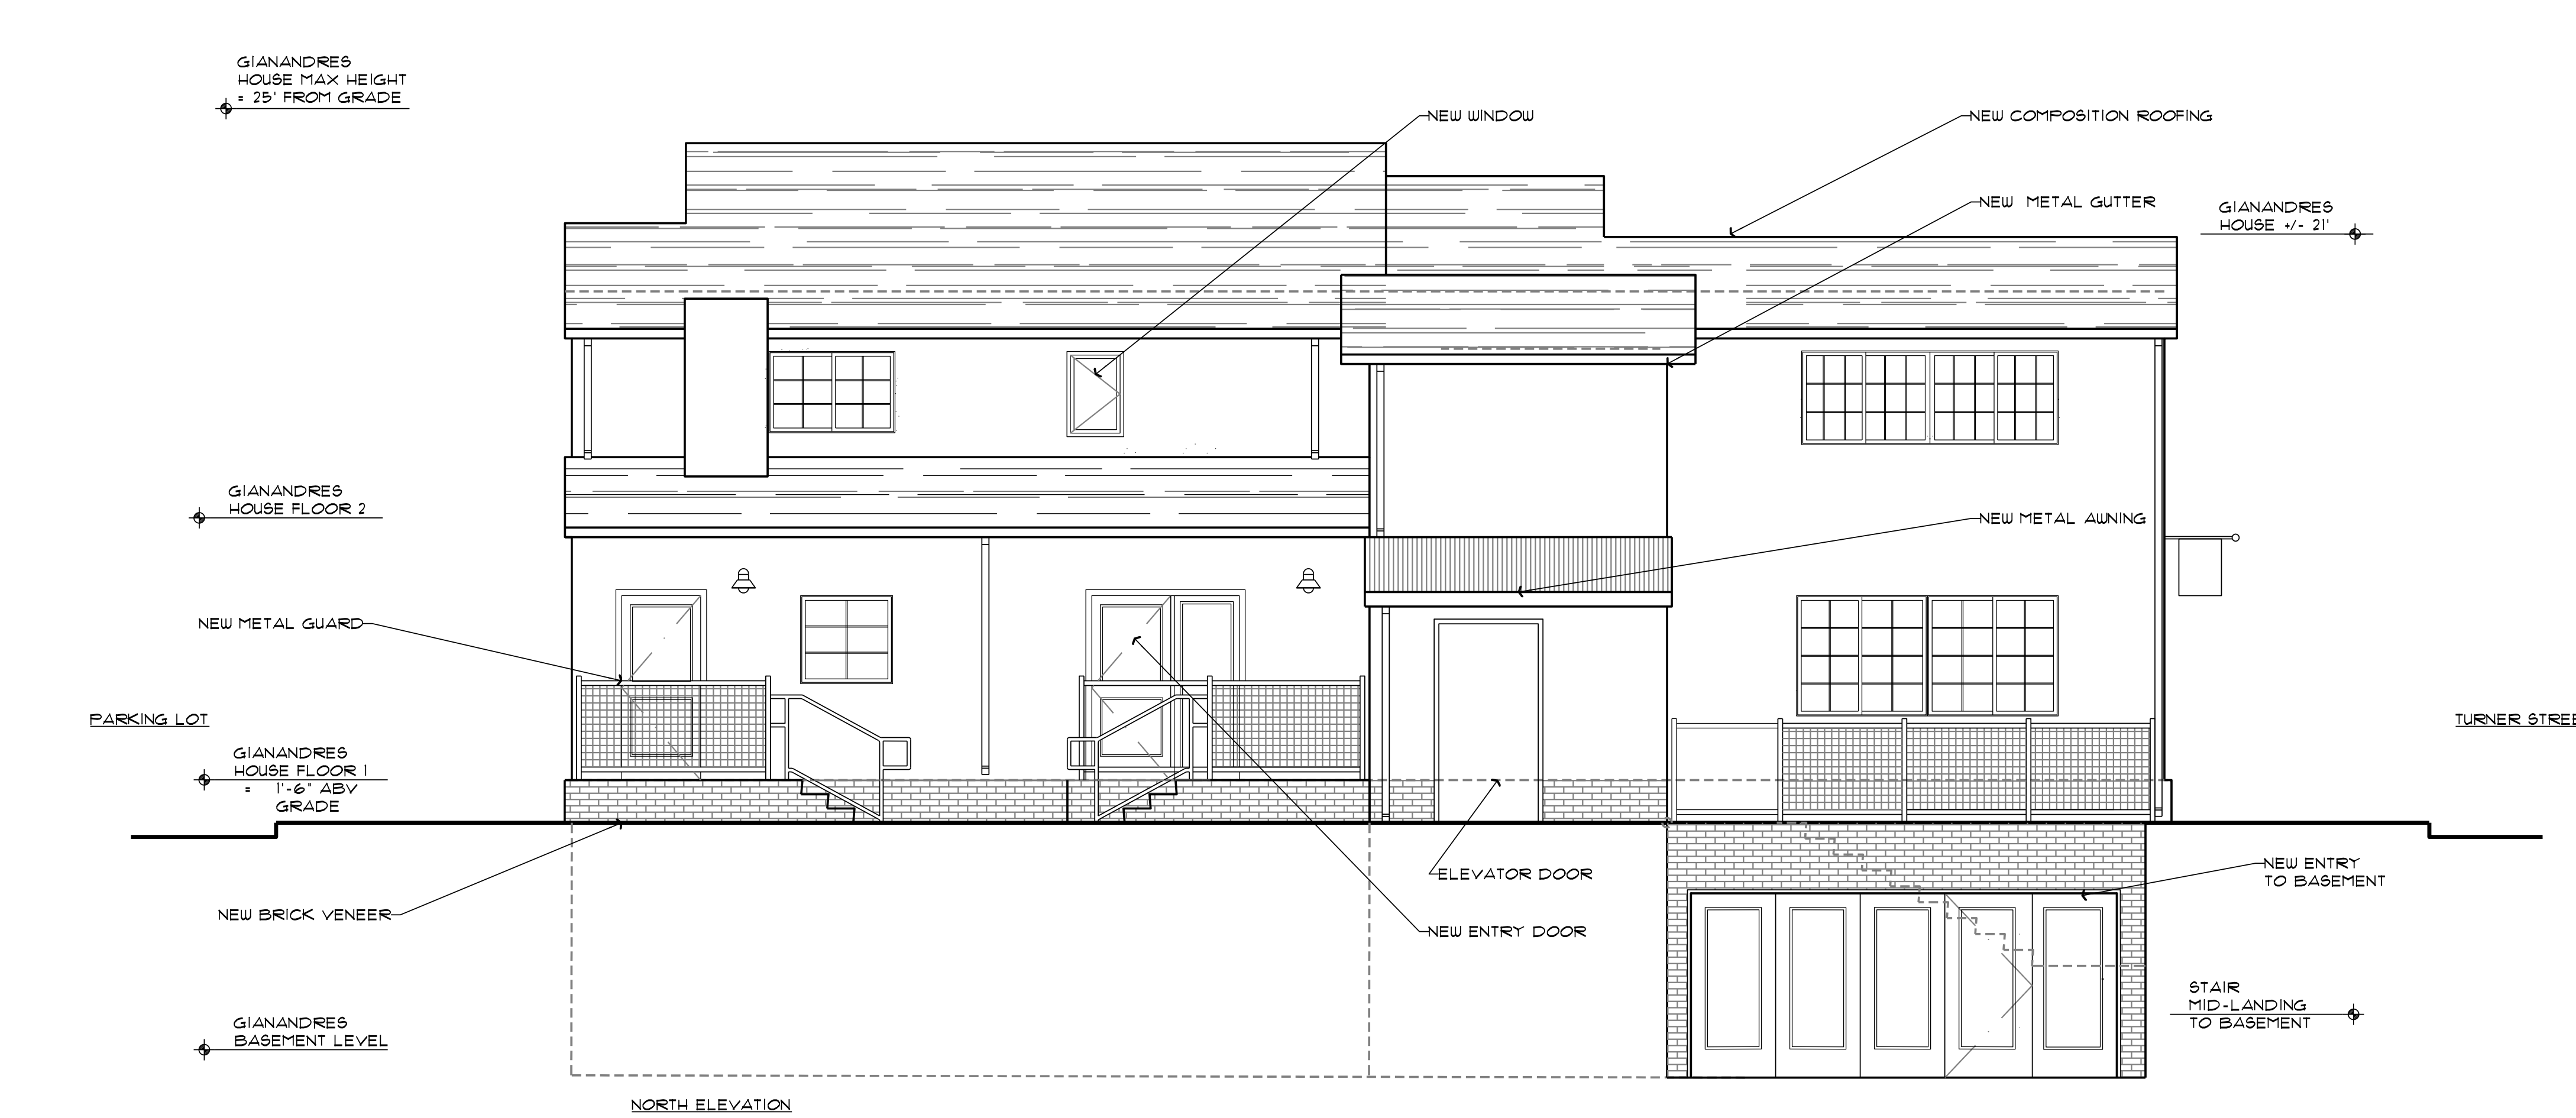 GIANANDRES
HOUSE MAX HEIGHT
= 25' FROM GRADE
NEW WINDOW
NEW COMPOSITION ROOFING
NEW METAL GUTTER
GIANANDRES
HOUSE +/- 21'
GIANANDRES
HOUSE FLOOR 2
NEW METAL AWNING
NEW METAL GUARD
PARKING LOT
TURNER STREE
GIANANDRES
HOUSE FLOOR 1
= 1'-6" ABV
GRADE
NEW ENTRY
TO BASEMENT
ELEVATOR DOOR
NEW BRICK VENEER
NEW ENTRY DOOR
STAIR
MID-LANDING
TO BASEMENT
GIANANDRES
BASEMENT LEVEL
NORTH ELEVATION